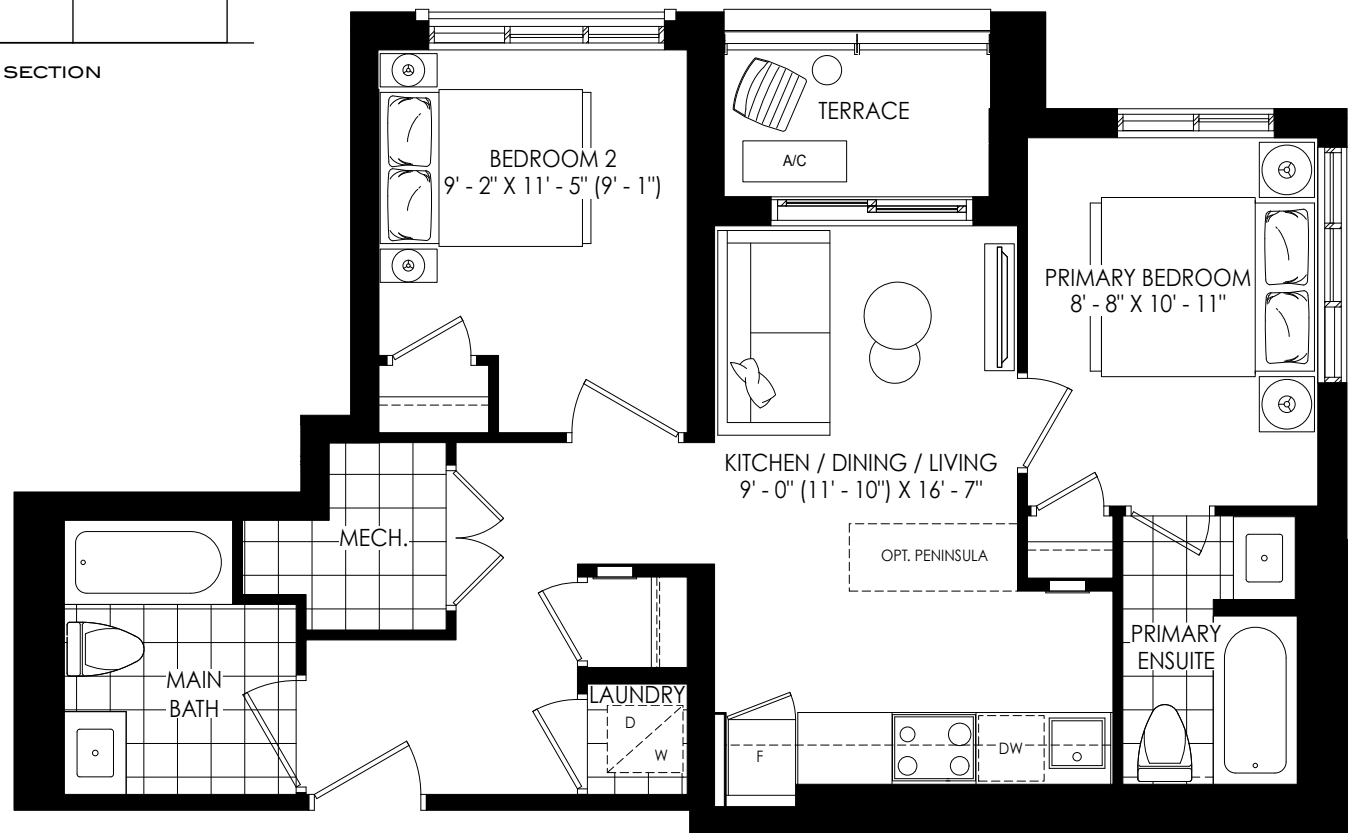 SECTION
TERRACE
A/C
BEDROOM 2
9' - 2" X 11' - 5" (9' - 1")
PRIMARY BEDROOM
8' - 8" X 10' - 11"
KITCHEN / DINING / LIVING
9' - 0" (11' - 10") X 16' - 7"
MECH.
OPT. PENINSULA
PRIMARY
ENSUITE
MAIN
BATH
LAUNDRY
D
W
F
DW